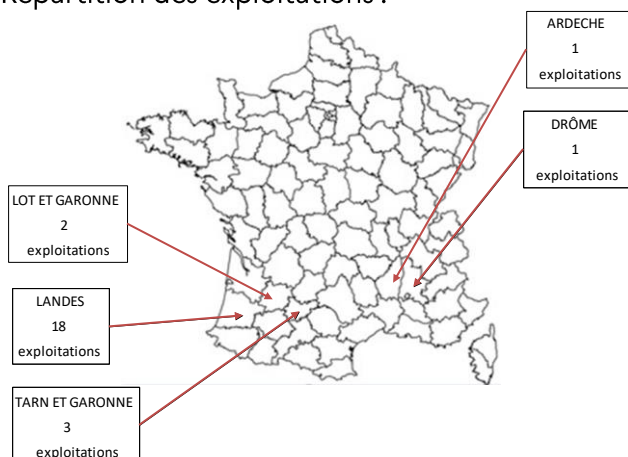 Répartition des exploitations :
ARDECHE
1
exploitations
DRÔME
1
exploitations
LOT ET GARONNE
2
exploitations
LANDES
18
exploitations
TARN ET GARONNE
3
exploitations